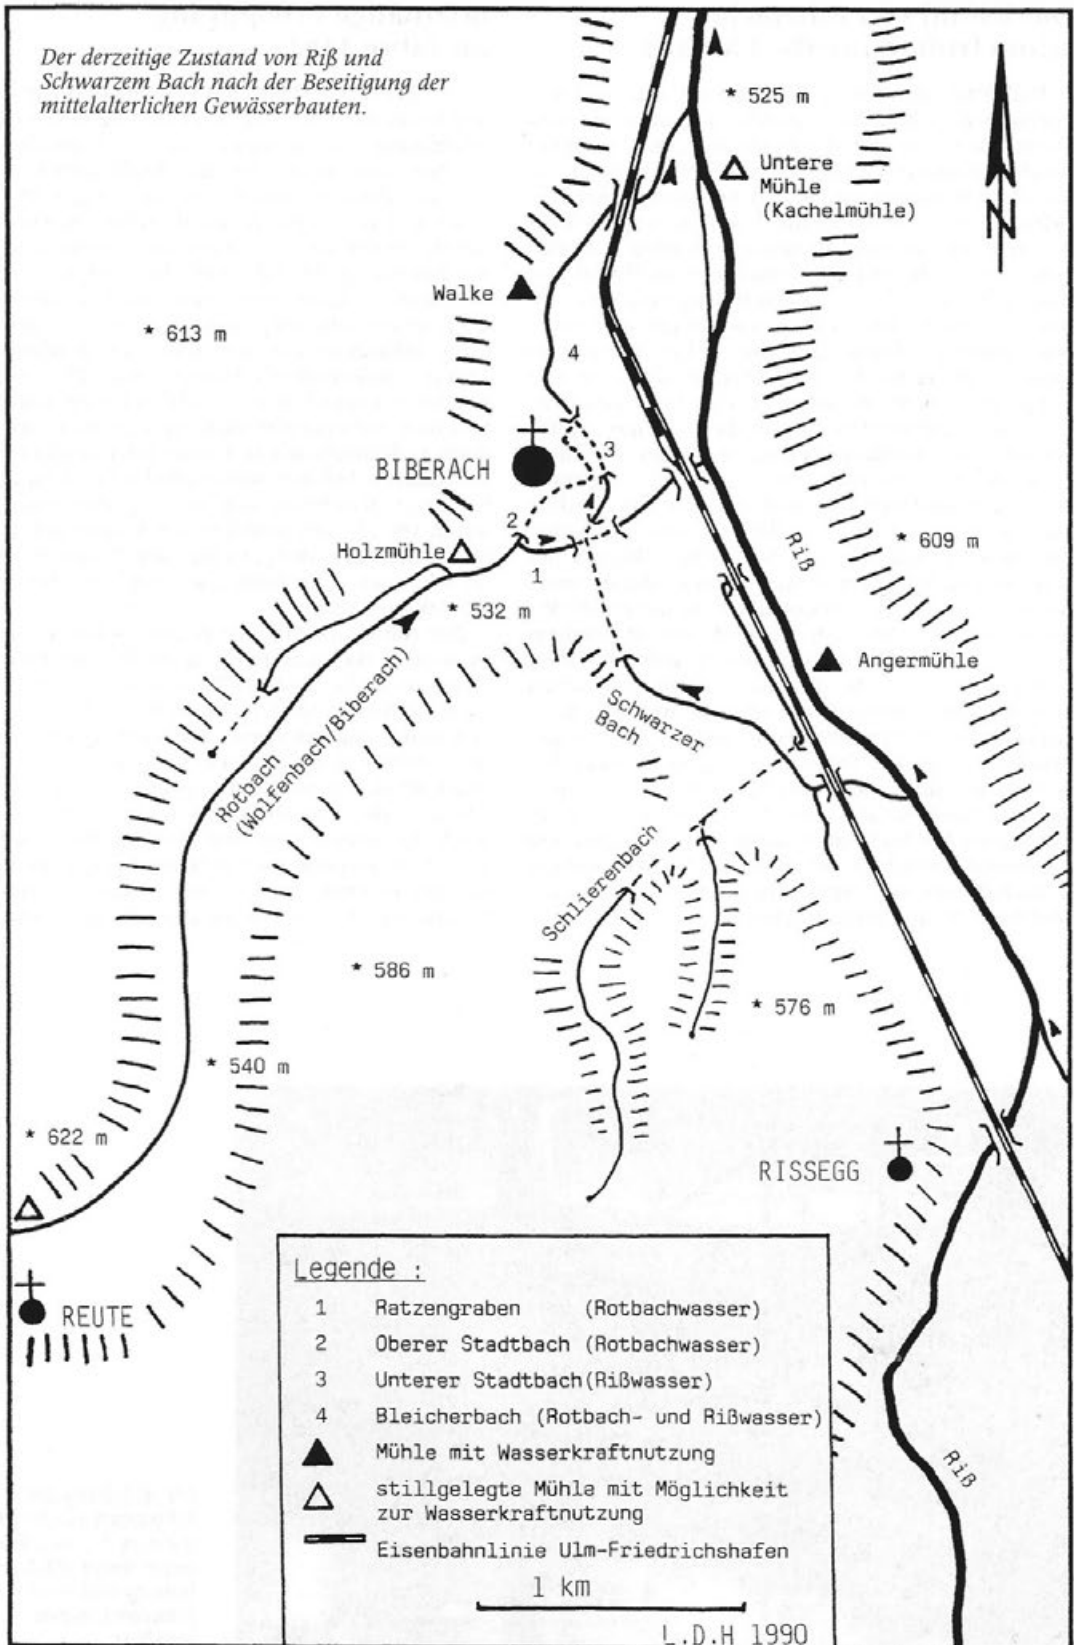 Der derzeitige Zustand von Riß und
Schwarzem Bach nach der Beseitigung der
mittelalterlichen Gewässerbauten.
* 525 m
Untere
Mühle
(Kachelmühle)
N
Walke
* 613 m
4
3
BIBERACH
2
Holzmühle
1
* 532 m
Riß
* 609 m
Angermühle
Rotbach
(Wolfenbach/Biberach)
Schwarzer
Bach
Schlierenbach
* 586 m
* 576 m
* 540 m
* 622 m
RISSEGG
REUTE
Riß
Legende :
1 Ratzengraben (Rotbachwasser)
2 Oberer Stadtbach (Rotbachwasser)
3 Unterer Stadtbach(Rißwasser)
4 Bleicherbach (Rotbach- und Rißwasser)
Mühle mit Wasserkraftnutzung
stillgelegte Mühle mit Möglichkeit
zur Wasserkraftnutzung
Eisenbahnlinie Ulm-Friedrichshafen
1 km
L.D.H 1990